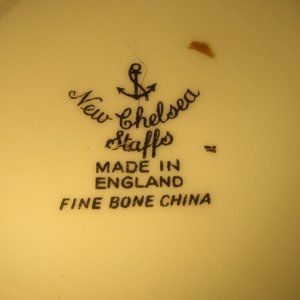 New Chelsea
Staffs
MADE IN
ENGLAND
FINE BONE CHINA